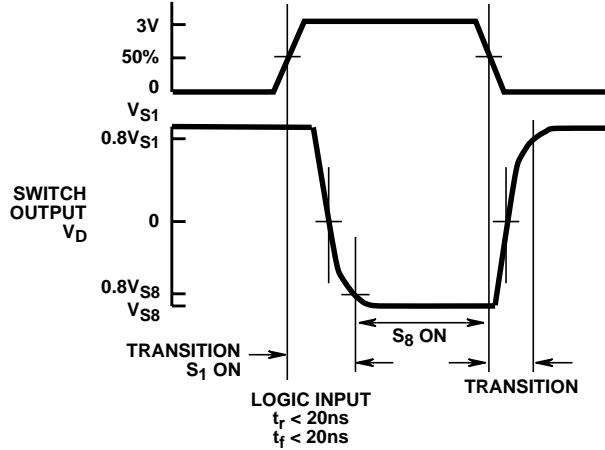 3V
50%
0
VS1
0.8VS1
SWITCH
OUTPUT
VD
0
0.8VS8
VS8
S8 ON
TRANSITION
S1 ON
TRANSITION
LOGIC INPUT
tr < 20ns
tf < 20ns